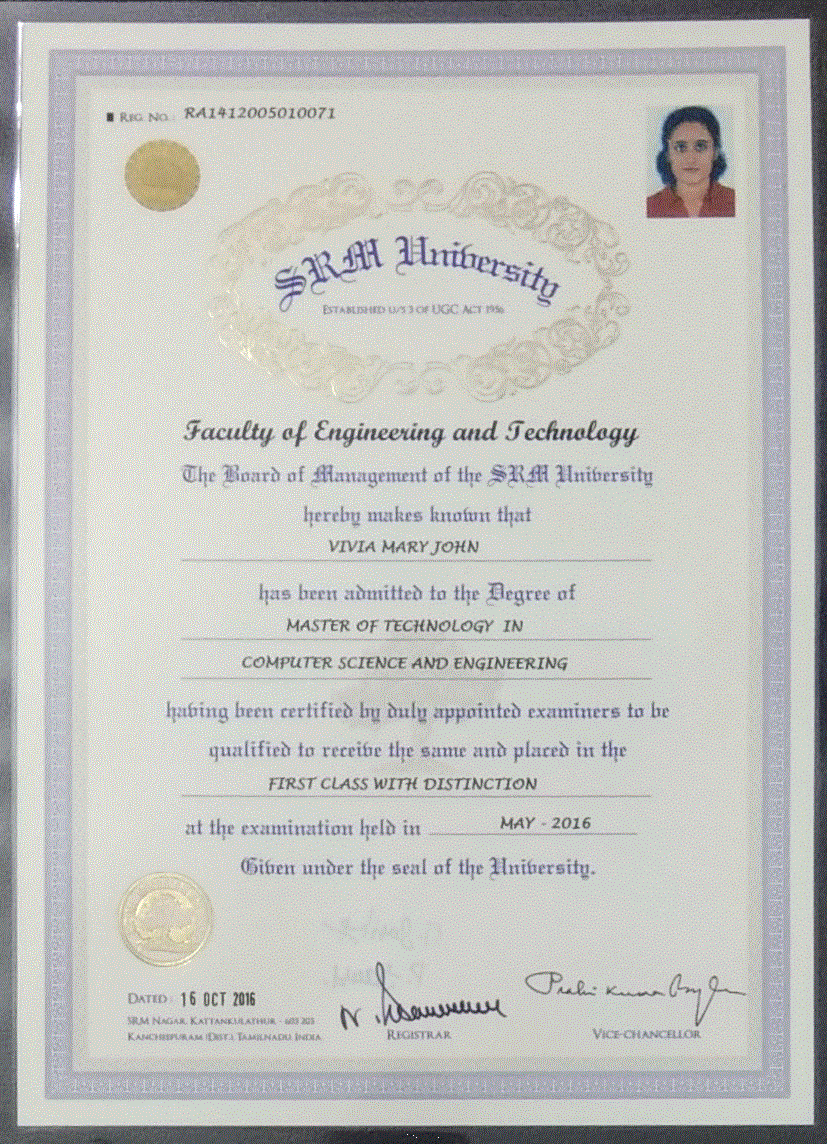 REG. NO.: RA1412005010071
SRM University
ESTABLISHED U/S 3 OF UGC ACT 1956
Faculty of Engineering and Technology
The Board of Management of the SRM University
hereby makes known that
VIVIA MARY JOHN
has been admitted to the Degree of
MASTER OF TECHNOLOGY IN
COMPUTER SCIENCE AND ENGINEERING
having been certified by duly appointed examiners to be
qualified to receive the same and placed in the
FIRST CLASS WITH DISTINCTION
at the examination held in MAY - 2016
Given under the seal of the University.
DATED: 16 OCT 2016
SRM NAGAR, KATTANKULATHUR - 603 203
KANCHEEPURAM (DIST.), TAMILNADU, INDIA
REGISTRAR
VICE-CHANCELLOR